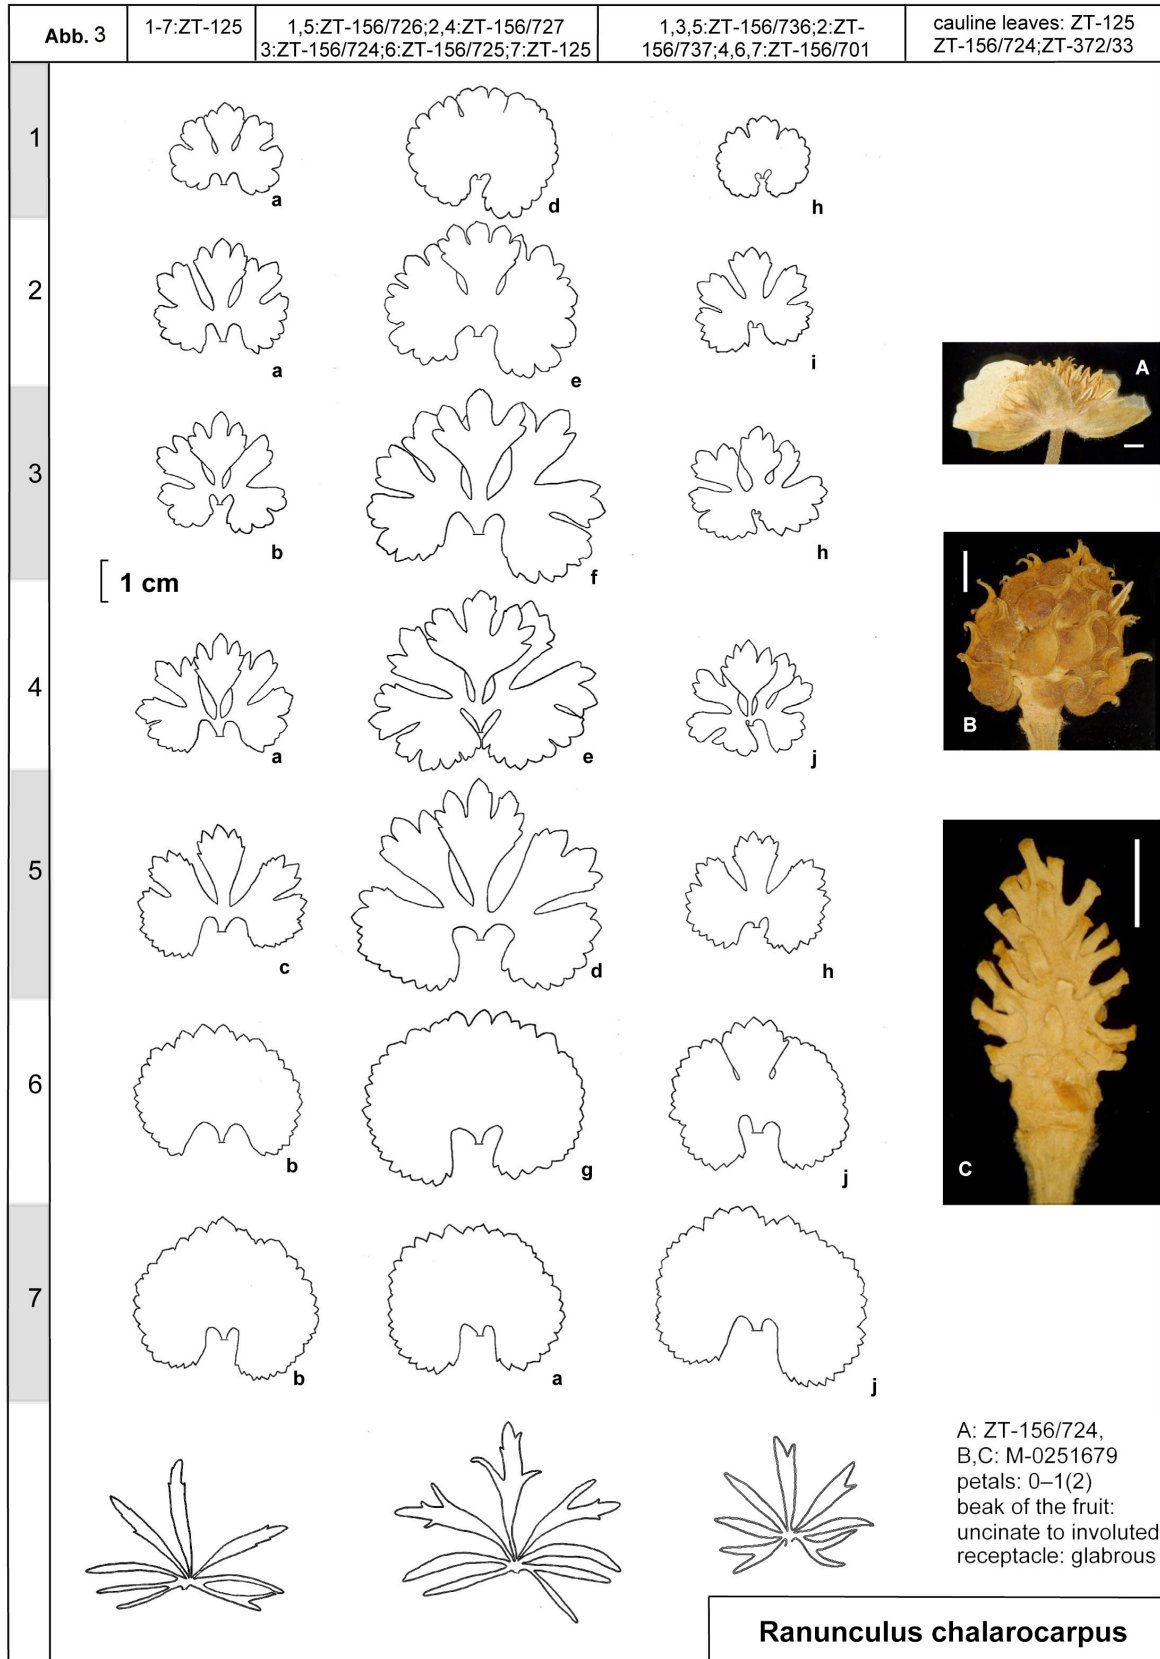 Abb. 3
1-7:ZT-125
1,5:ZT-156/726;2,4:ZT-156/727
3:ZT-156/724;6:ZT-156/725;7:ZT-125
1,3,5:ZT-156/736;2:ZT-
156/737;4,6,7:ZT-156/701
cauline leaves: ZT-125
ZT-156/724;ZT-372/33
1
a
d
h
2
a
e
i
A
3
b
f
h
1 cm
B
4
a
e
j
5
c
d
h
C
6
b
g
j
7
b
a
j
A: ZT-156/724,
B,C: M-0251679
petals: 0–1(2)
beak of the fruit:
uncinate to involuted
receptacle: glabrous
Ranunculus chalarocarpus